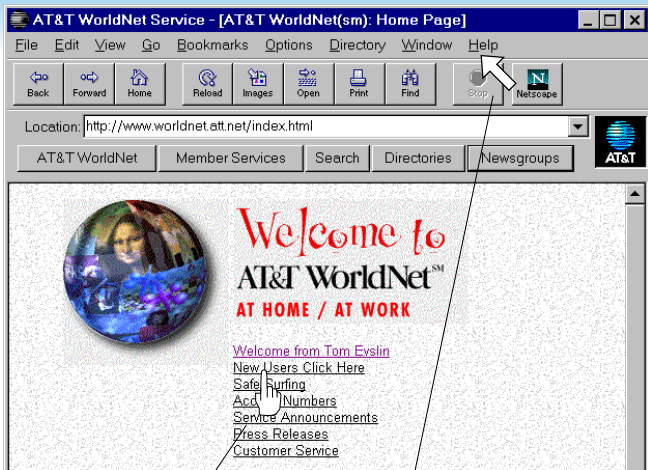 AT&T WorldNet Service - [AT&T WorldNet(sm): Home Page]
File Edit View Go Bookmarks Options Directory Window Help
Back Forward Home Reload Images Open Print Find Stop Netscape
Location: http://www.worldnet.att.net/index.html
AT&T WorldNet Member Services Search Directories Newsgroups AT&T
Welcome to
AT&T WorldNet℠
AT HOME / AT WORK
Welcome from Tom Evslin
New Users Click Here
Safe Surfing
Numbers
Service Announcements
Press Releases
Customer Service